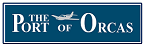 THE
PORT OF ORCAS